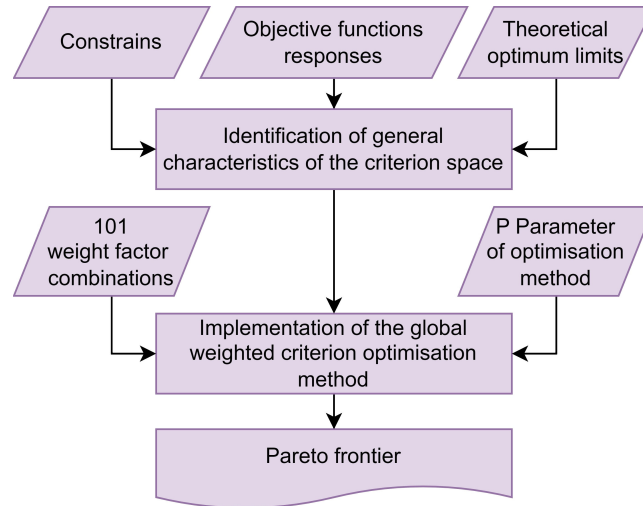 Constrains
Objective functions
responses
Theoretical
optimum limits
Identification of general
characteristics of the criterion space
101
weight factor
combinations
P Parameter
of optimisation
method
Implementation of the global
weighted criterion optimisation
method
Pareto frontier